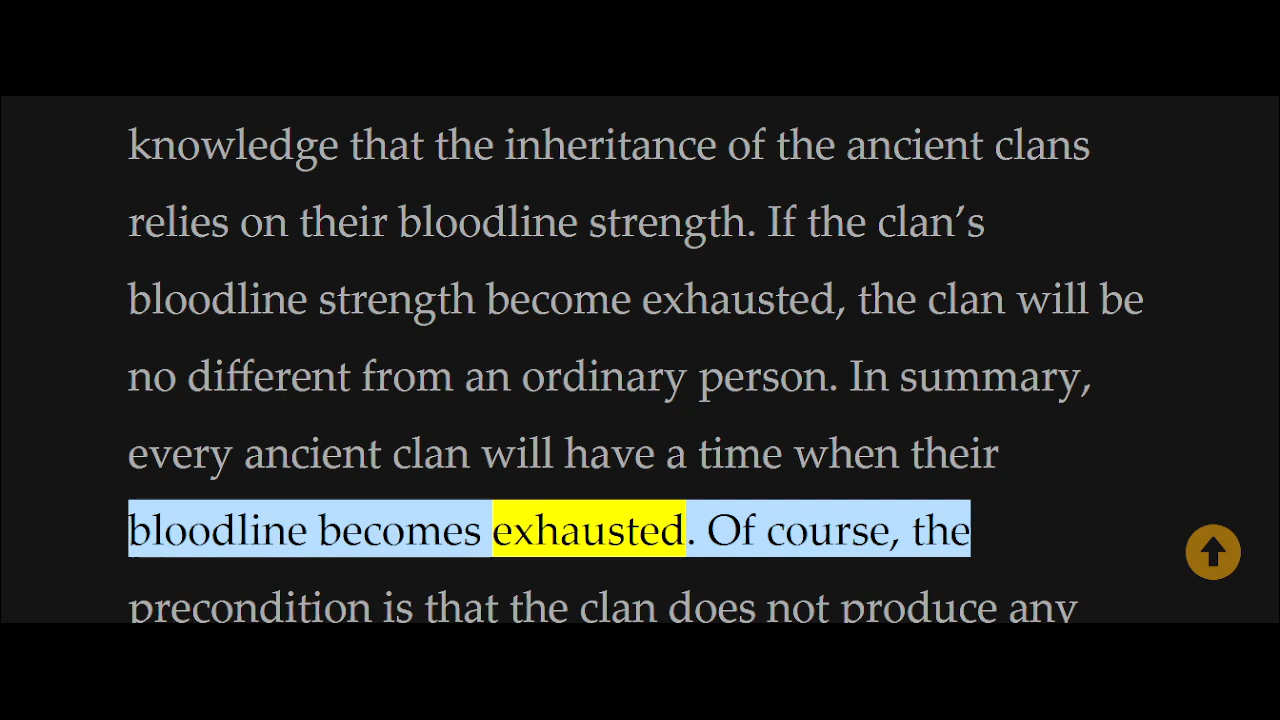 knowledge that the inheritance of the ancient clans
relies on their bloodline strength. If the clan’s
bloodline strength become exhausted, the clan will be
no different from an ordinary person. In summary,
every ancient clan will have a time when their
bloodline becomes exhausted. Of course, the
precondition is that the clan does not produce any